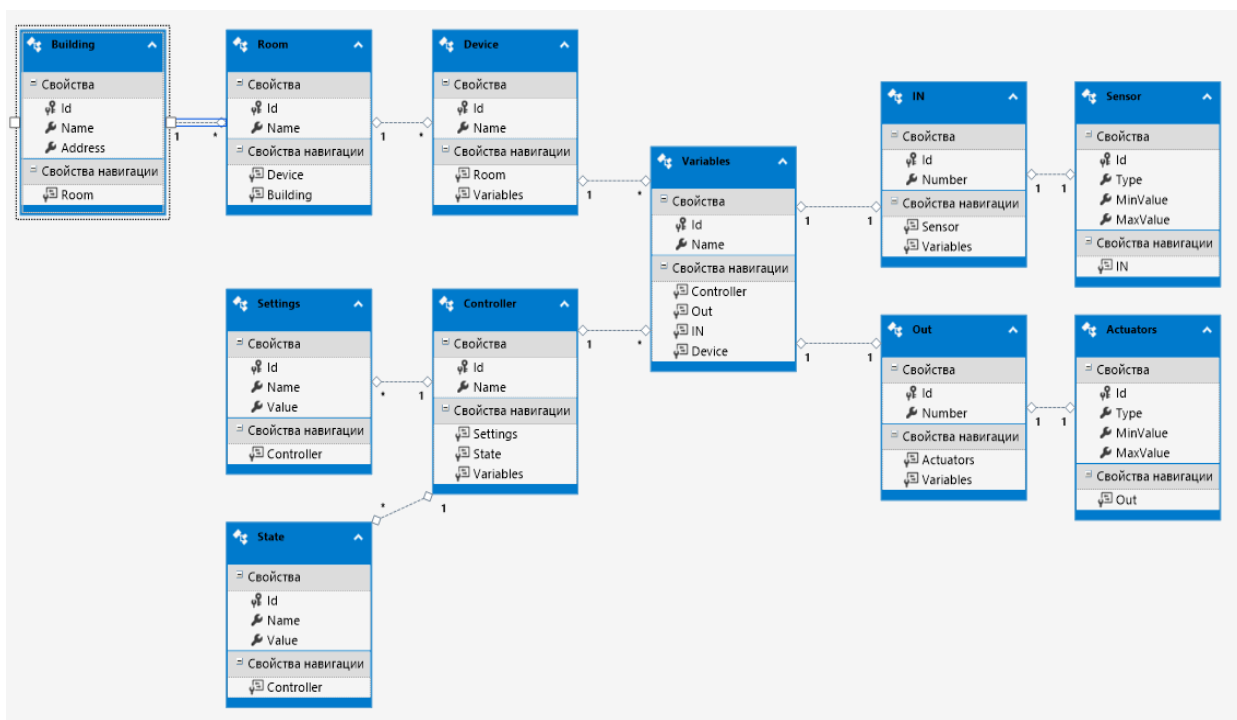 Building
Свойства
Id
Name
Address
Свойства навигации
Room
1
*
Room
Свойства
Id
Name
Свойства навигации
Device
Building
1
*
Device
Свойства
Id
Name
Свойства навигации
Room
Variables
1
*
Variables
Свойства
Id
Name
Свойства навигации
Controller
Out
IN
Device
1
1
IN
Свойства
Id
Number
Свойства навигации
Sensor
Variables
1
1
Sensor
Свойства
Id
Type
MinValue
MaxValue
Свойства навигации
IN
Settings
Свойства
Id
Name
Value
Свойства навигации
Controller
*
1
Controller
Свойства
Id
Name
Свойства навигации
Settings
State
Variables
1
*
1
1
Out
Свойства
Id
Number
Свойства навигации
Actuators
Variables
1
1
Actuators
Свойства
Id
Type
MinValue
MaxValue
Свойства навигации
Out
*
1
State
Свойства
Id
Name
Value
Свойства навигации
Controller